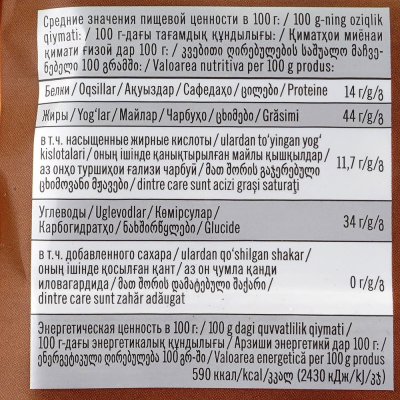 Средние значения пищевой ценности в 100 г: / 100 g-ning oziqlik
qiymati: / 100 г-дағы тағамдық құндылығы: / Қиматҳои миёнаи
қимати ғизоӣ дар 100 г: / კვებითი ღირებულების საშუალო მაჩვე-
ნებელი 100 გრამში: / Valoarea nutritiva per 100 g produs:
Белки / Oqsillar / Ақуыздар / Сафедаҳо / ცილები / Proteine 14 г/g/გ
Жиры / Yog‘lar / Майлар / Чарбуҳо / ცხიმები / Grăsimi 44 г/g/გ
в т.ч. насыщенные жирные кислоты / ulardan to‘yingan yog‘
kislotalari / оның ішінде қанықтырылған майлы қышқылдар /
аз онҳо туршиҳои ғализи чарбуӣ / მათ შორის გაჯერებული
ცხიმოვანი მჟავები / dintre care sunt acizi grași saturați 11,7 г/g/გ
Углеводы / Uglevodlar / Көмірсулар /
Карбогидратҳо / ნახშირწყლები / Glucide 34 г/g/გ
в т.ч. добавленного сахара / ulardan qo‘shilgan shakar /
оның ішінде қосылған қант / аз он ҷумла қанди
иловагардида / მათ შორის დამატებული შაქარი /
dintre care sunt zahăr adăugat 0 г/g/გ
Энергетическая ценность в 100 г: / 100 g dagi quvvatlilik qiymati /
100 г-дағы энергетикалық құндылық / Арзиши энергетикӣ дар 100 г: /
ენერგეტიკული ღირებულება 100 გრ-ში / Valoarea energetică per 100 g produs
590 ккал/kcal/კკალ (2430 кДж/kJ/კჯ)